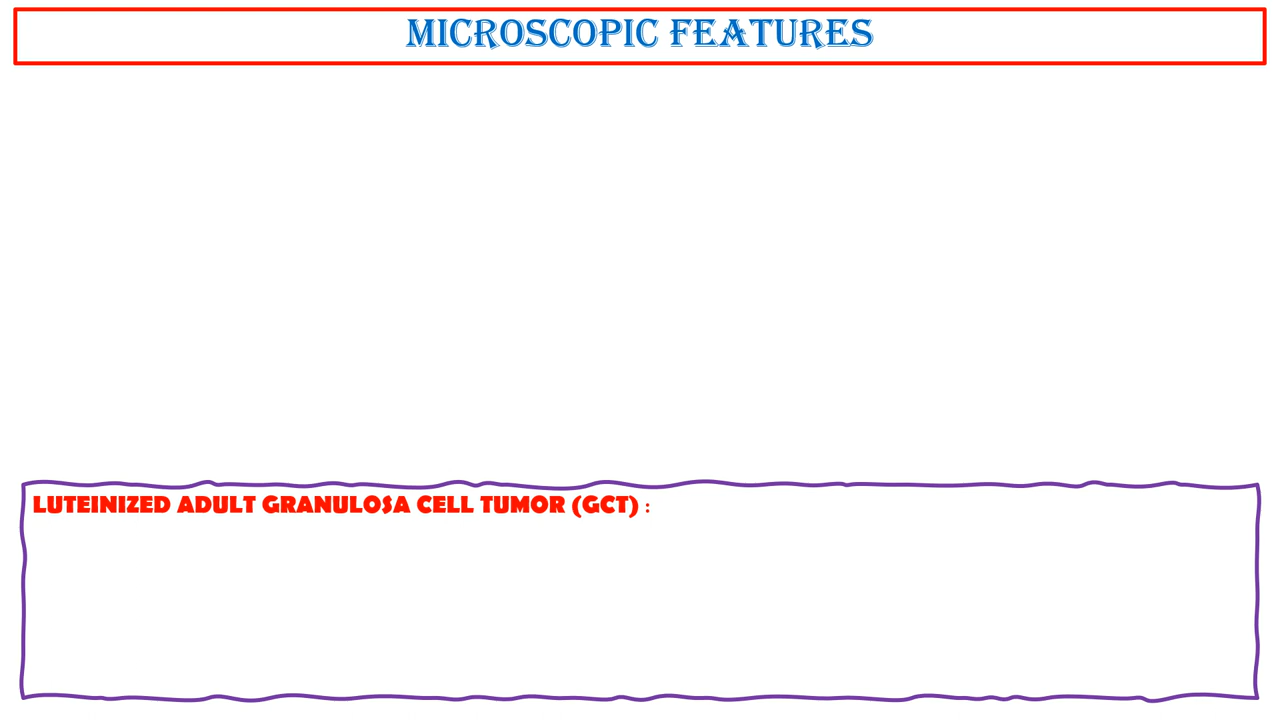 MICROSCOPIC FEATURES
LUTEINIZED ADULT GRANULOSA CELL TUMOR (GCT) :